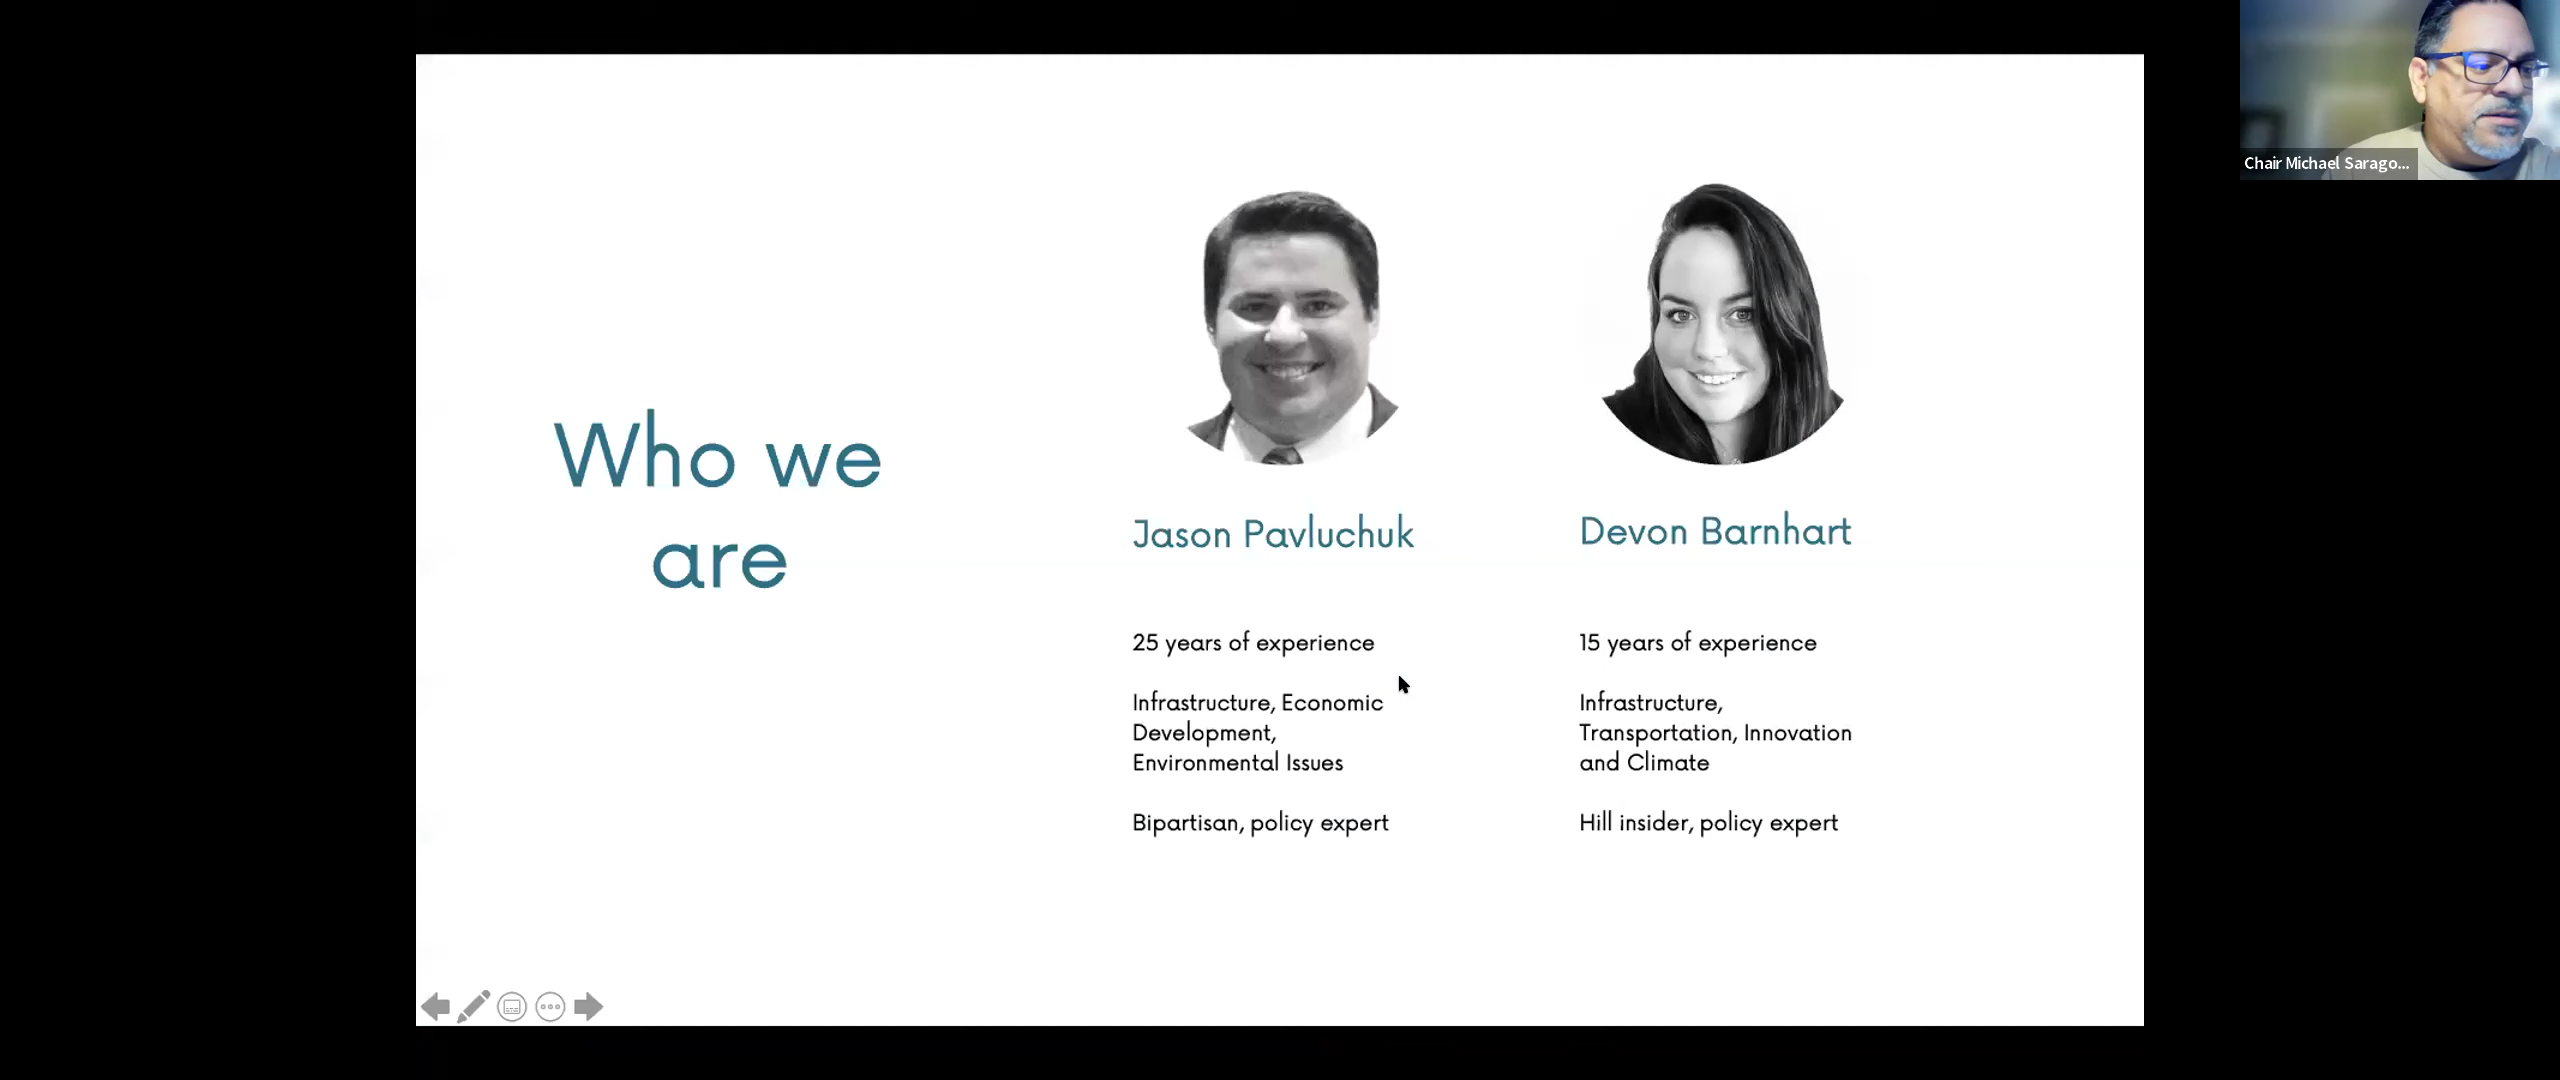 Chair Michael Sarago...
Who we
are
Jason Pavluchuk
25 years of experience
Infrastructure, Economic
Development,
Environmental Issues
Bipartisan, policy expert
Devon Barnhart
15 years of experience
Infrastructure,
Transportation, Innovation
and Climate
Hill insider, policy expert